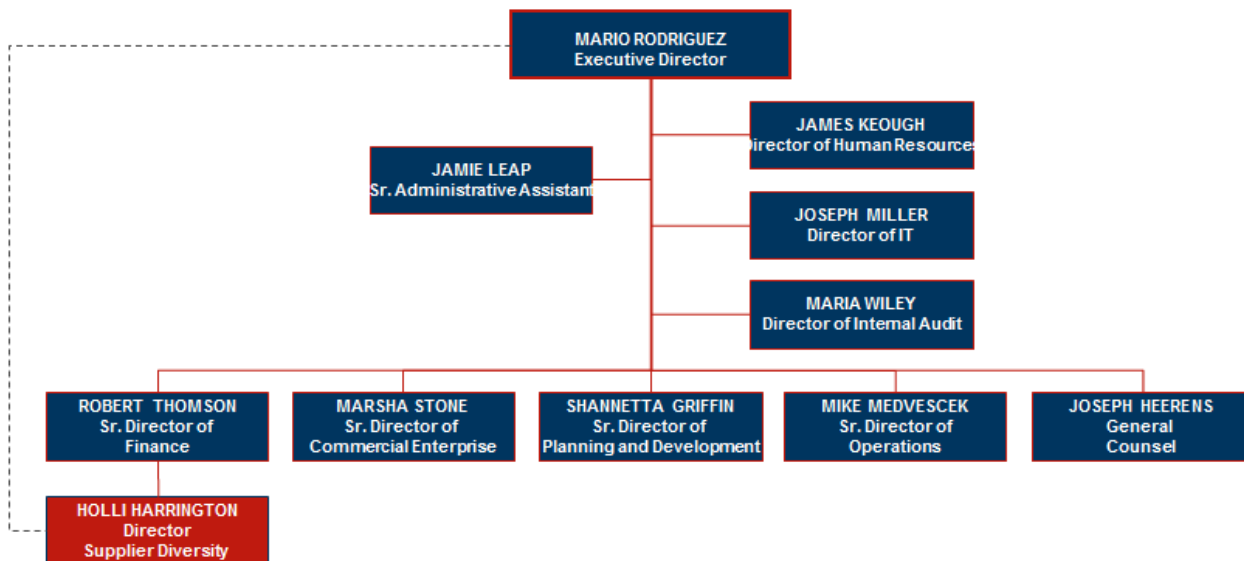 MARIO RODRIGUEZ
Executive Director
JAMES KEOUGH
Director of Human Resources
JAMIE LEAP
Sr. Administrative Assistant
JOSEPH MILLER
Director of IT
MARIA WILEY
Director of Internal Audit
ROBERT THOMSON
Sr. Director of
Finance
MARSHA STONE
Sr. Director of
Commercial Enterprise
SHANNETTA GRIFFIN
Sr. Director of
Planning and Development
MIKE MEDVESCEK
Sr. Director of
Operations
JOSEPH HEERENS
General
Counsel
HOLLI HARRINGTON
Director
Supplier Diversity